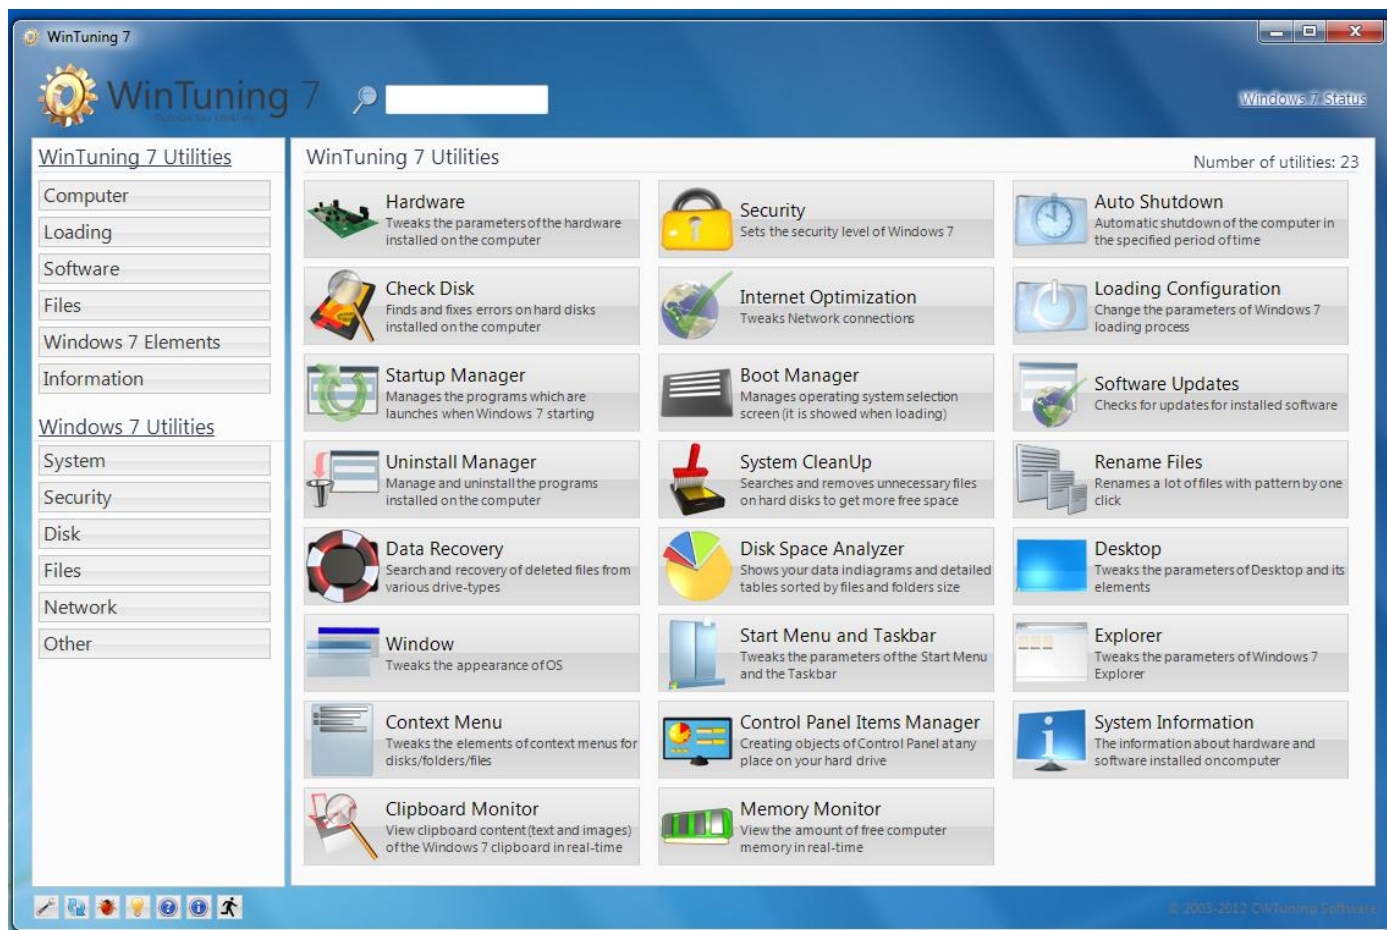 WinTuning 7
WinTuning 7
Optimize Your Life&Time
Windows 7 Status
WinTuning 7 Utilities
Computer
Loading
Software
Files
Windows 7 Elements
Information
Windows 7 Utilities
System
Security
Disk
Files
Network
Other
WinTuning 7 Utilities
Number of utilities: 23
Hardware
Tweaks the parameters of the hardware
installed on the computer
Security
Sets the security level of Windows 7
Auto Shutdown
Automatic shutdown of the computer in
the specified period of time
Check Disk
Finds and fixes errors on hard disks
installed on the computer
Internet Optimization
Tweaks Network connections
Loading Configuration
Change the parameters of Windows 7
loading process
Startup Manager
Manages the programs which are
launches when Windows 7 starting
Boot Manager
Manages operating system selection
screen (it is showed when loading)
Software Updates
Checks for updates for installed software
Uninstall Manager
Manage and uninstall the programs
installed on the computer
System CleanUp
Searches and removes unnecessary files
on hard disks to get more free space
Rename Files
Renames a lot of files with pattern by one
click
Data Recovery
Search and recovery of deleted files from
various drive-types
Disk Space Analyzer
Shows your data in diagrams and detailed
tables sorted by files and folders size
Desktop
Tweaks the parameters of Desktop and its
elements
Window
Tweaks the appearance of OS
Start Menu and Taskbar
Tweaks the parameters of the Start Menu
and the Taskbar
Explorer
Tweaks the parameters of Windows 7
Explorer
Context Menu
Tweaks the elements of context menus for
disks/folders/files
Control Panel Items Manager
Creating objects of Control Panel at any
place on your hard drive
System Information
The information about hardware and
software installed on computer
Clipboard Monitor
View clipboard content (text and images)
of the Windows 7 clipboard in real-time
Memory Monitor
View the amount of free computer
memory in real-time
© 2003-2012 CWTuning Software